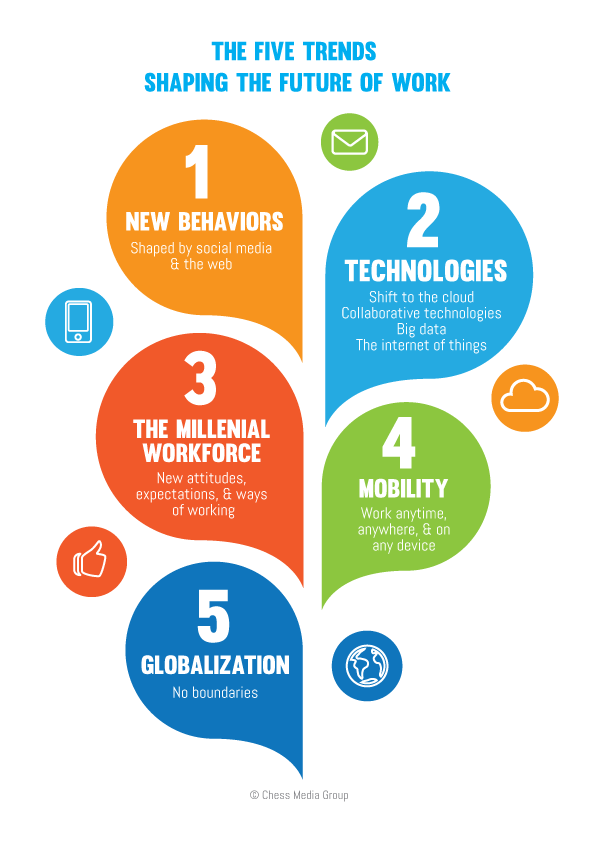 THE FIVE TRENDS
SHAPING THE FUTURE OF WORK
1
NEW BEHAVIORS
Shaped by social media
& the web
2
TECHNOLOGIES
Shift to the cloud
Collaborative technologies
Big data
The internet of things
3
THE MILLENIAL
WORKFORCE
New attitudes,
expectations, & ways
of working
4
MOBILITY
Work anytime,
anywhere, & on
any device
5
GLOBALIZATION
No boundaries
© Chess Media Group